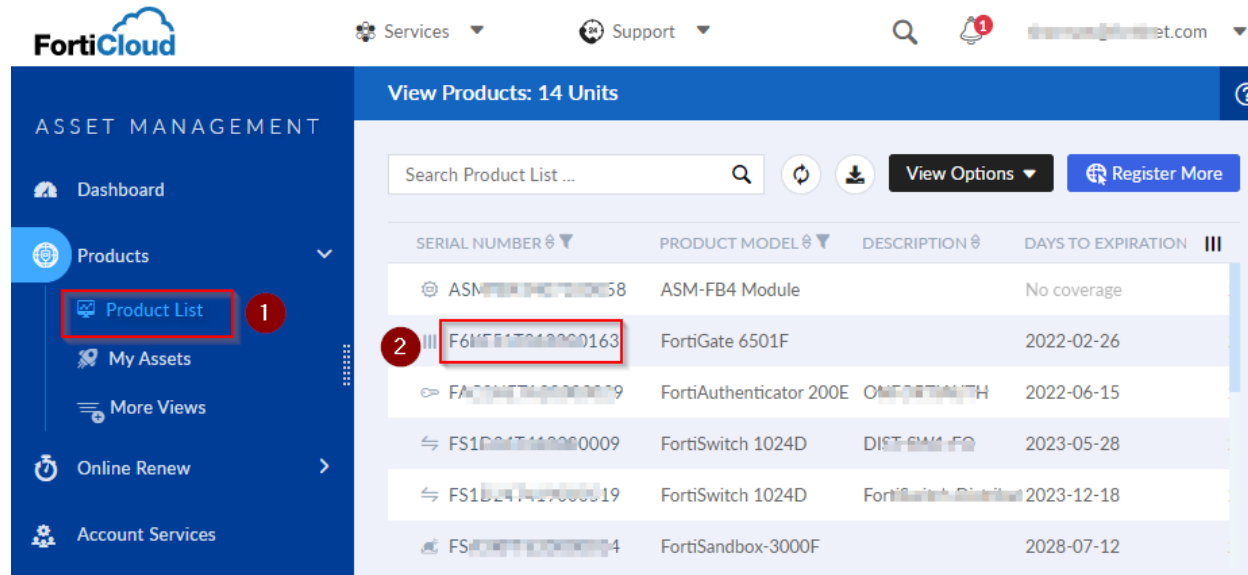 FortiCloud
Services
24
Support
1
et.com
ASSET MANAGEMENT
Dashboard
Products
Product List
1
My Assets
More Views
Online Renew
Account Services
View Products: 14 Units
Search Product List ...
View Options
Register More
SERIAL NUMBER PRODUCT MODEL DESCRIPTION DAYS TO EXPIRATION
58 ASM-FB4 Module No coverage
2
FortiGate 6501F 2022-02-26
FortiAuthenticator 200E 2022-06-15
FortiSwitch 1024D 2023-05-28
FortiSwitch 1024D 2023-12-18
FortiSandbox-3000F 2028-07-12